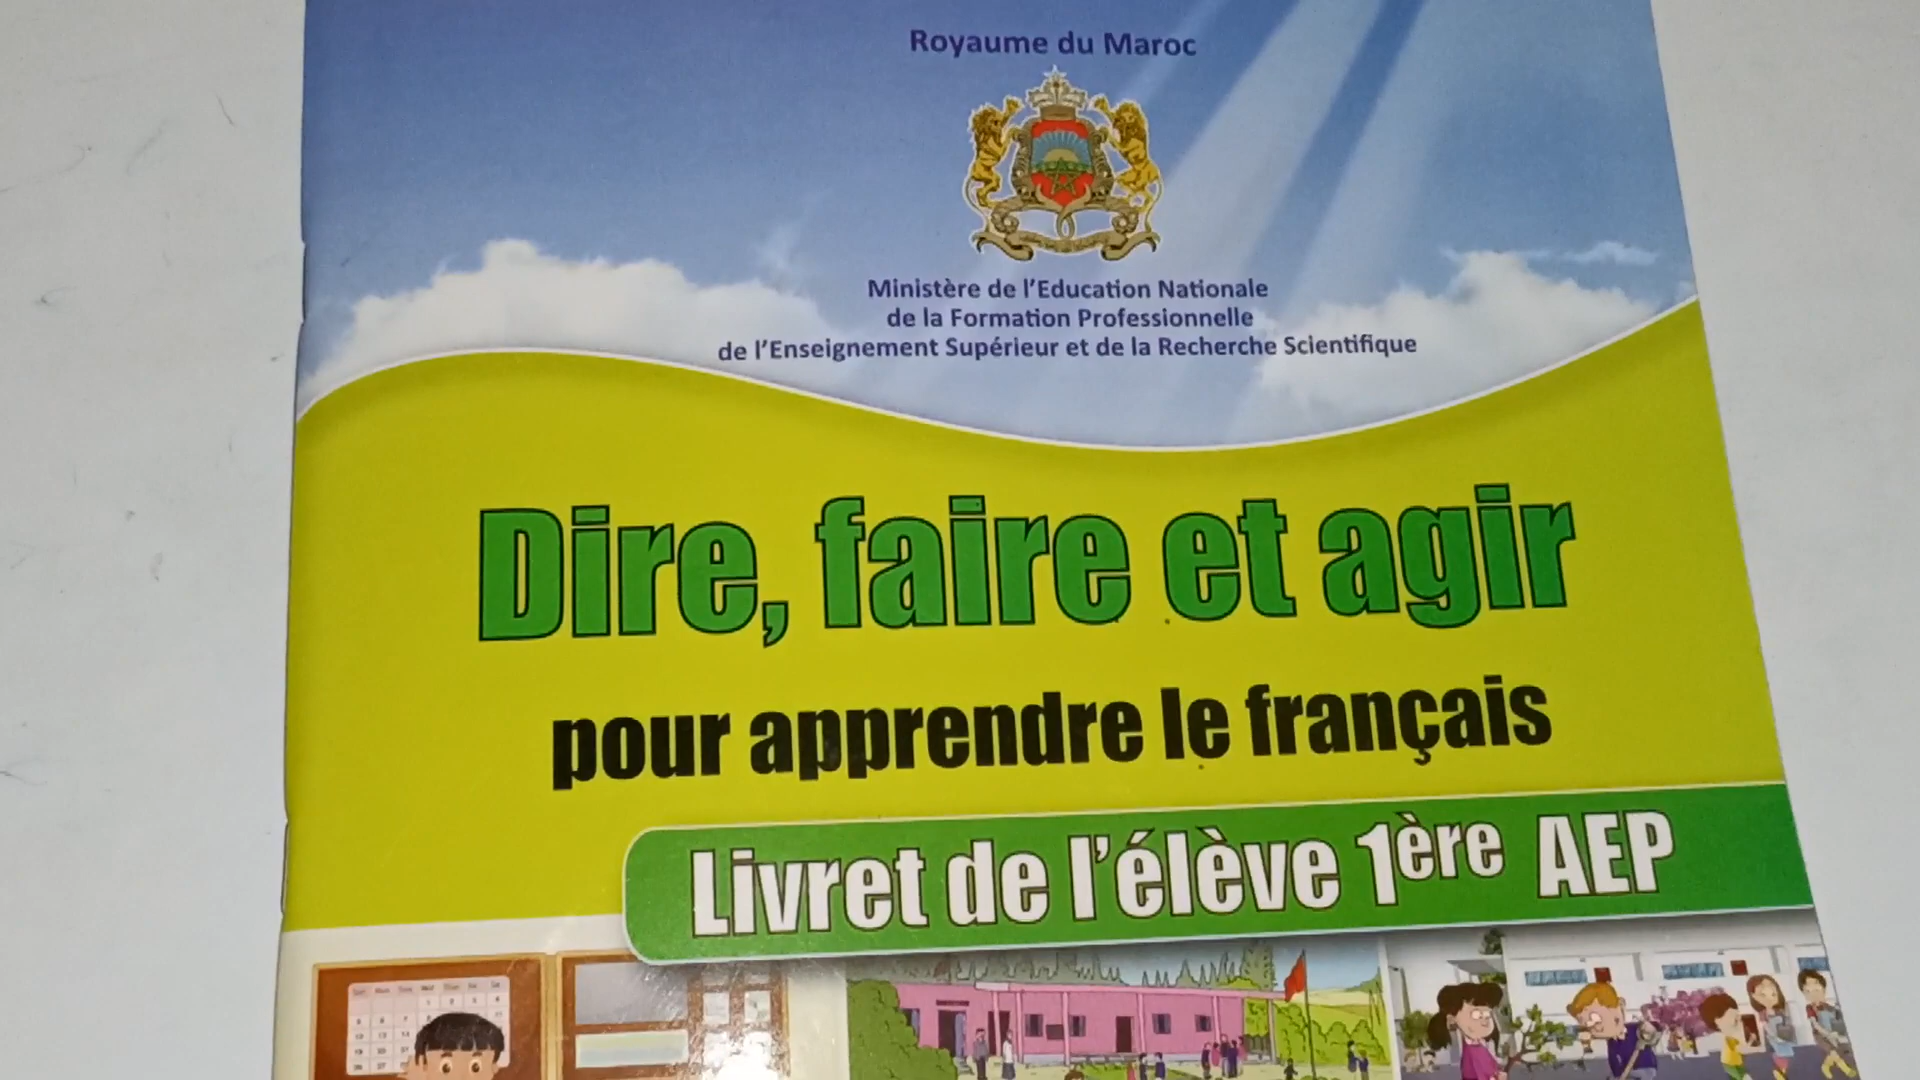 Royaume du Maroc
Ministère de l'Education Nationale
de la Formation Professionnelle
de l'Enseignement Supérieur et de la Recherche Scientifique
Dire, faire et agir
pour apprendre le français
Livret de l'élève 1ère AEP